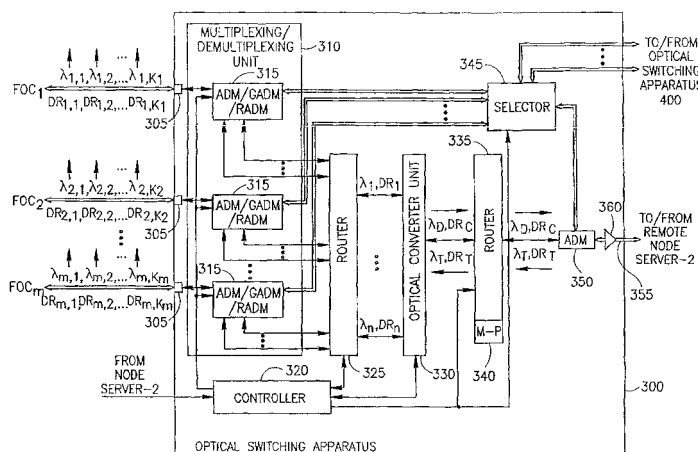 MULTIPLEXING/
DEMULTIPLEXING
UNIT
310
315
ADM/GADM
/RADM
λ1,1, λ1,2, ... λ1,K1
FOC1
DR1,1, DR1,2, ... DR1,K1
305
345
SELECTOR
TO/FROM
OPTICAL
SWITCHING
APPARATUS
400
315
ADM/GADM
/RADM
λ2,1, λ2,2, ... λ2,K2
FOC2
DR2,1, DR2,2, ... DR2,K2
305
335
ROUTER
λ1, DR1
OPTICAL CONVERTER UNIT
λD, DRC
λT, DRT
ROUTER
λD, DRC
λT, DRT
ADM
350
360
355
TO/FROM
REMOTE
NODE
SERVER-2
315
ADM/GADM
/RADM
λm,1, λm,2, ... λm,Km
FOCm
DRm,1, DRm,2, ... DRm,Km
305
λn, DRn
M-P
340
325
330
300
FROM
NODE
SERVER-2
320
CONTROLLER
OPTICAL SWITCHING APPARATUS